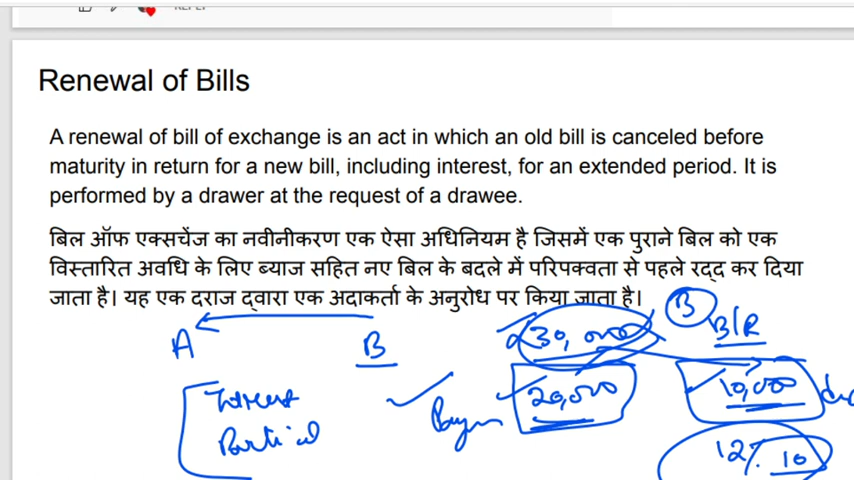 REPLY
Renewal of Bills
A renewal of bill of exchange is an act in which an old bill is canceled before
maturity in return for a new bill, including interest, for an extended period. It is
performed by a drawer at the request of a drawee.
बिल ऑफ एक्सचेंज का नवीनीकरण एक ऐसा अधिनियम है जिसमें एक पुराने बिल को एक
विस्तारित अवधि के लिए ब्याज सहित नए बिल के बदले में परिपक्वता से पहले रद्द कर दिया
जाता है। यह एक दराज द्वारा एक अदाकर्ता के अनुरोध पर किया जाता है।
A B 30,000 B B/R
Interest 20,000 10,000
Partial
12% 10